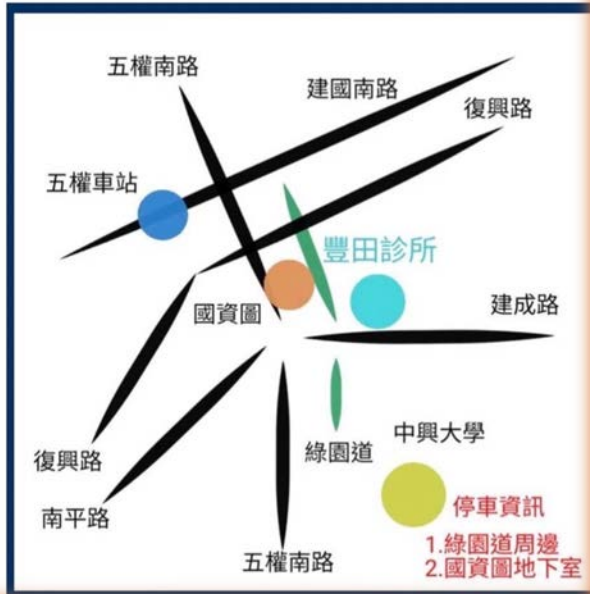 五權南路
建國南路
復興路
五權車站
豐田診所
國資圖
建成路
中興大學
綠園道
復興路
南平路
停車資訊
1.綠園道周邊
2.國資圖地下室
五權南路